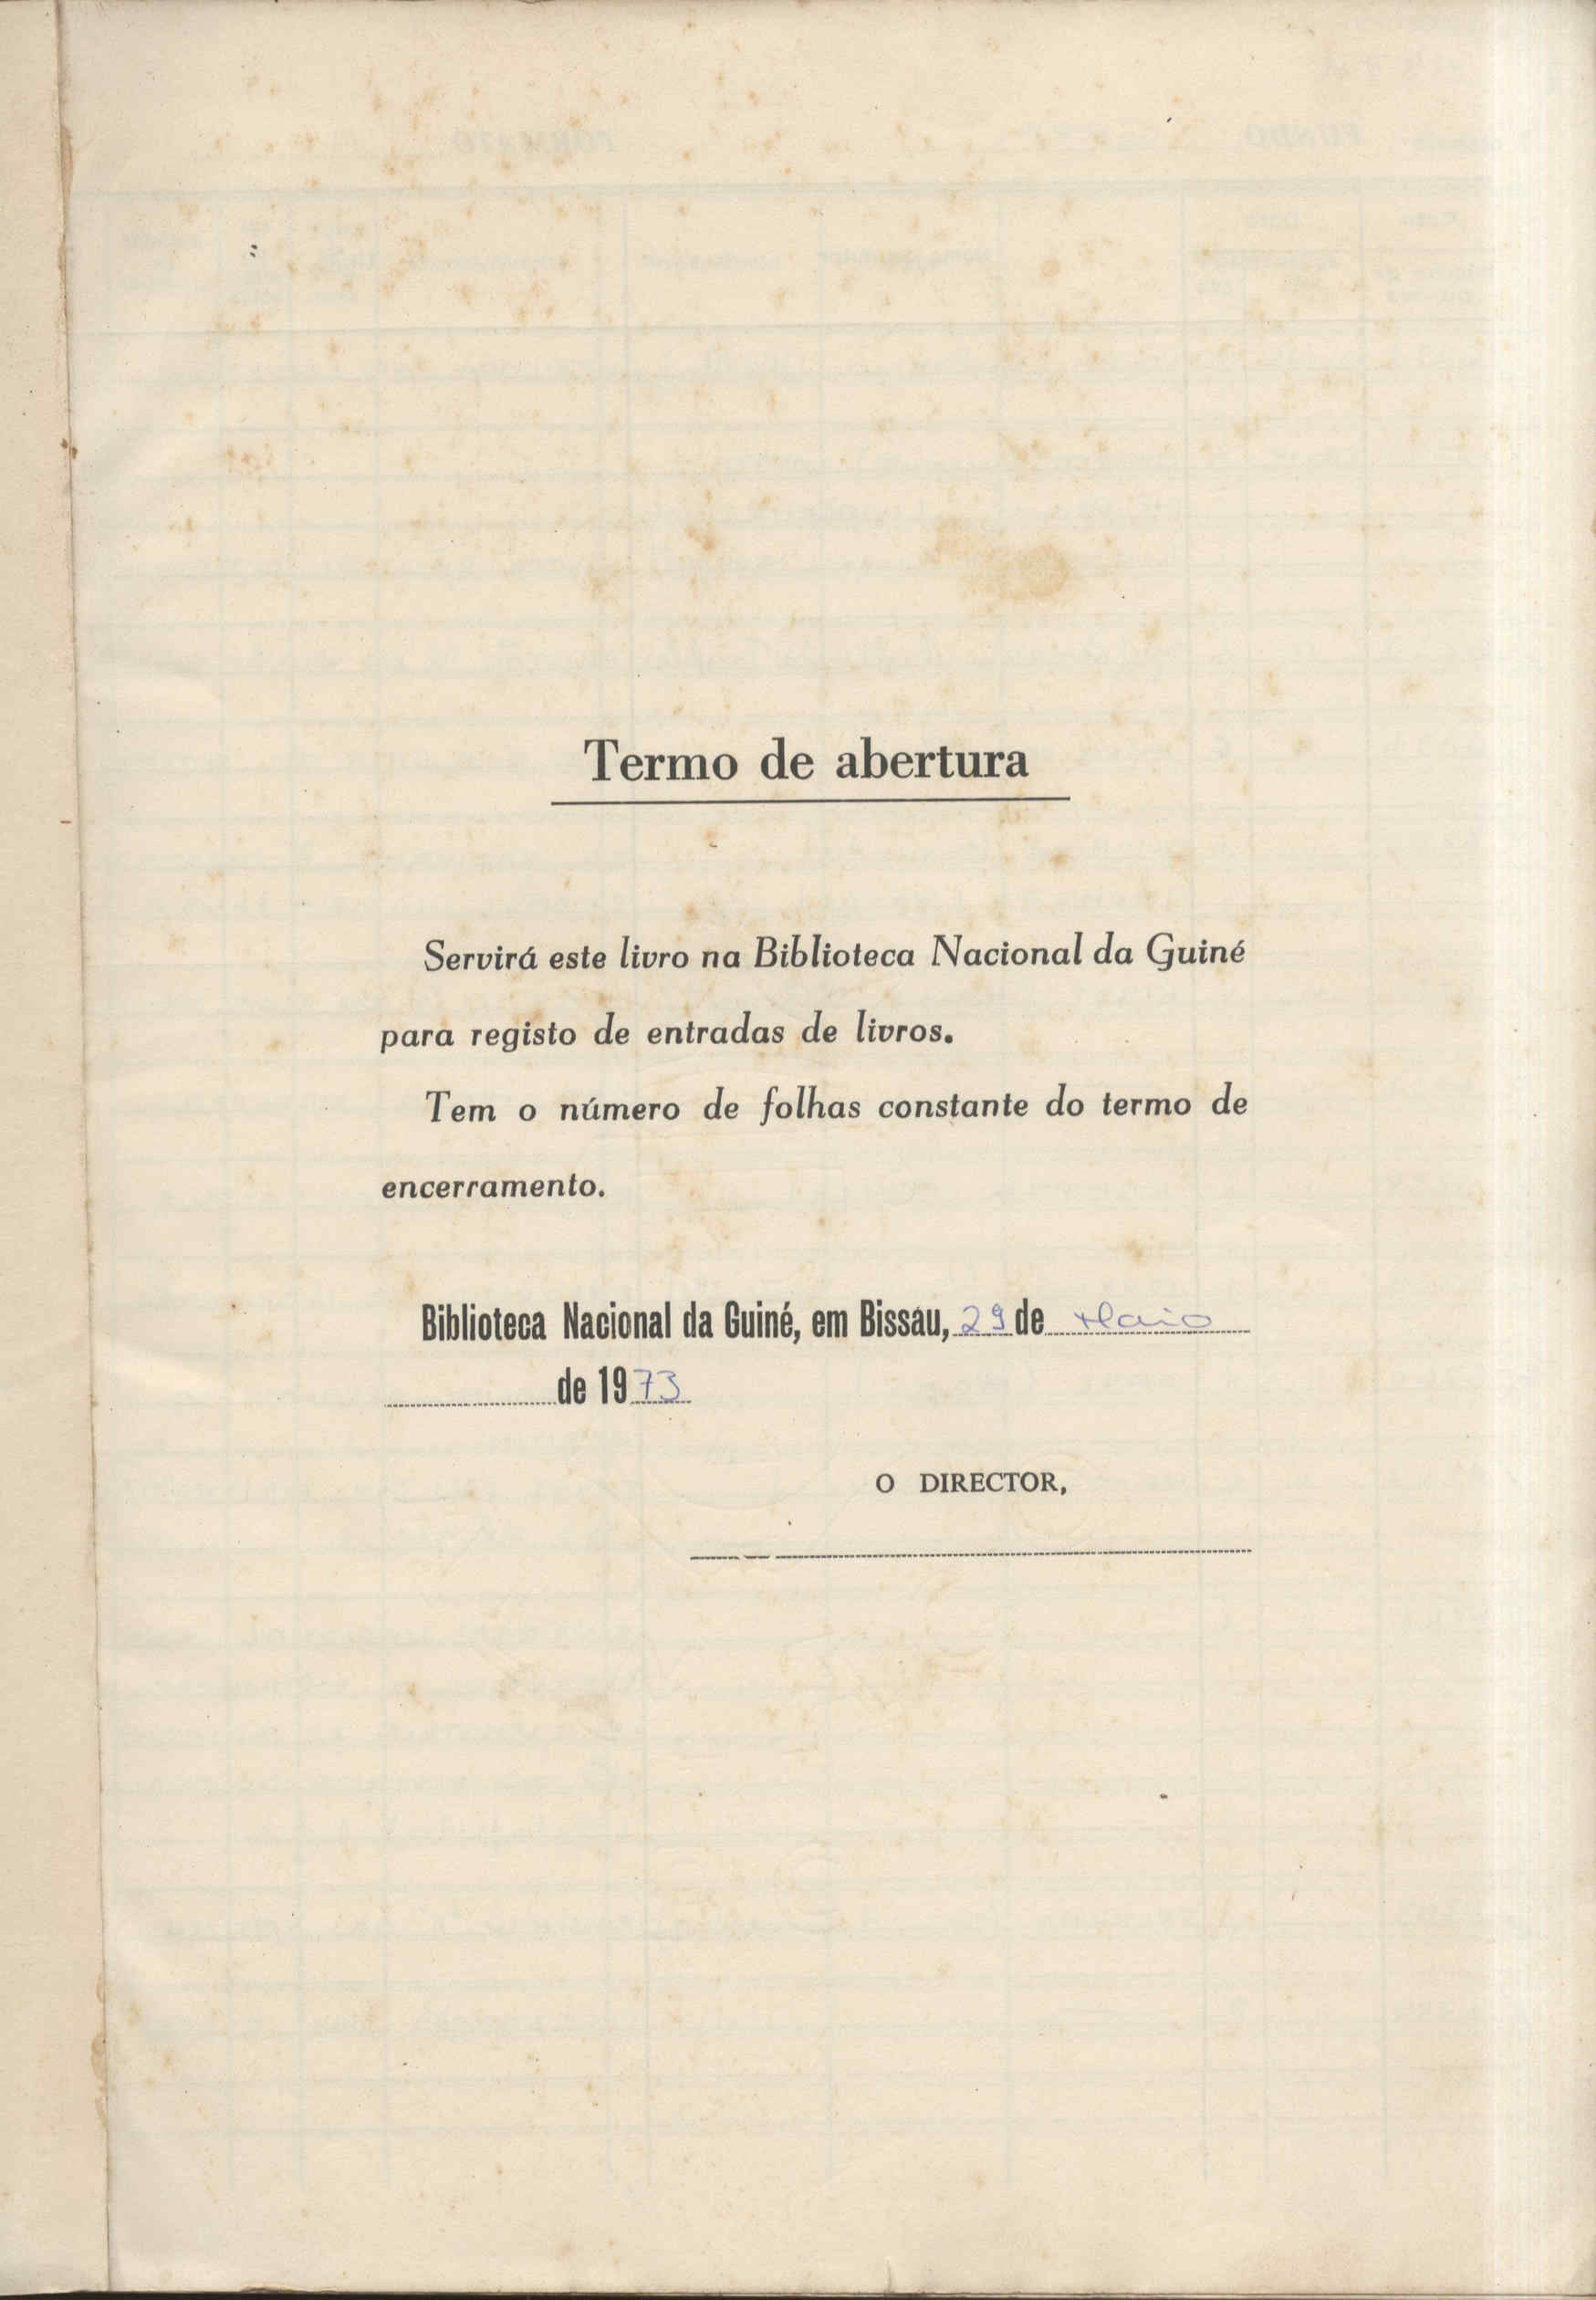 Termo de abertura
Servirá este livro na Biblioteca Nacional da Guiné
para registo de entradas de livros.
Tem o número de folhas constante do termo de
encerramento.
Biblioteca Nacional da Guiné, em Bissau, 29 de Maio
de 1973
O DIRECTOR,